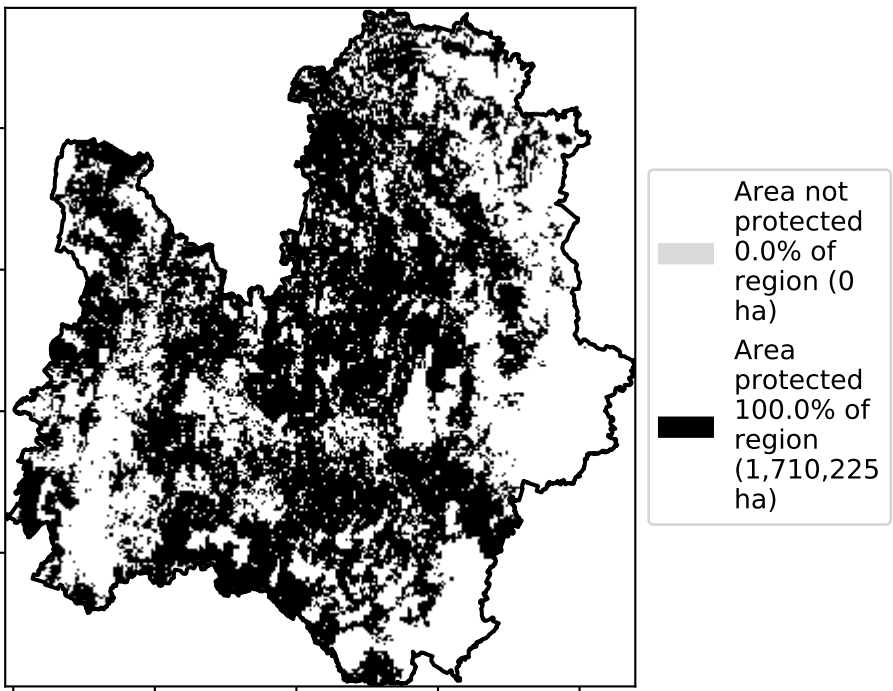 Area not
protected
0.0% of
region (0
ha)
Area
protected
100.0% of
region
(1,710,225
ha)